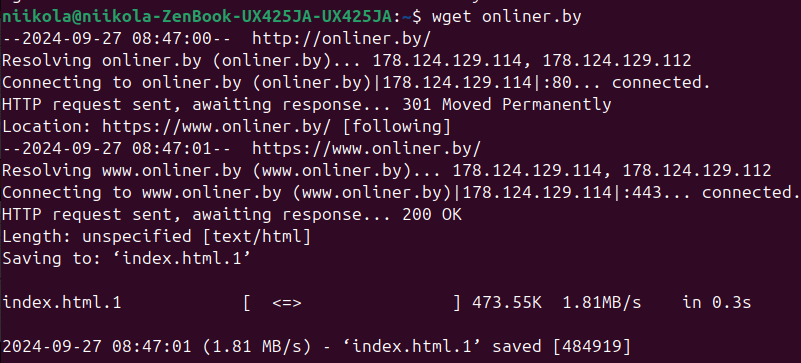 niikola@niikola-ZenBook-UX425JA-UX425JA:~$ wget onliner.by
--2024-09-27 08:47:00--  http://onliner.by/
Resolving onliner.by (onliner.by)... 178.124.129.114, 178.124.129.112
Connecting to onliner.by (onliner.by)|178.124.129.114|:80... connected.
HTTP request sent, awaiting response... 301 Moved Permanently
Location: https://www.onliner.by/ [following]
--2024-09-27 08:47:01--  https://www.onliner.by/
Resolving www.onliner.by (www.onliner.by)... 178.124.129.114, 178.124.129.112
Connecting to www.onliner.by (www.onliner.by)|178.124.129.114|:443... connected.
HTTP request sent, awaiting response... 200 OK
Length: unspecified [text/html]
Saving to: ‘index.html.1’
index.html.1            [  <=>                ] 473.55K  1.81MB/s    in 0.3s
2024-09-27 08:47:01 (1.81 MB/s) - ‘index.html.1’ saved [484919]